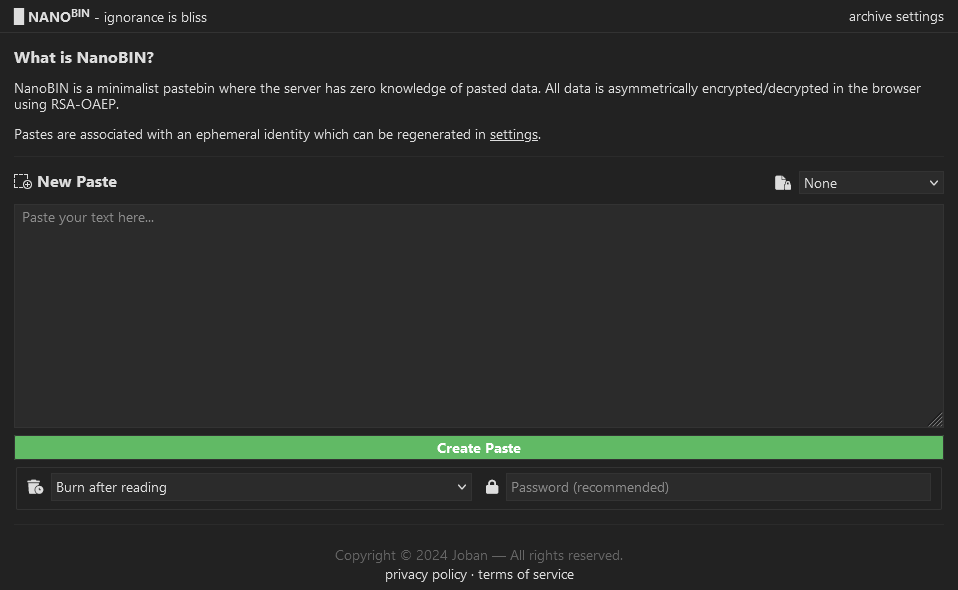 NANOBIN - ignorance is bliss
archive settings
What is NanoBIN?
NanoBIN is a minimalist pastebin where the server has zero knowledge of pasted data. All data is asymmetrically encrypted/decrypted in the browser
using RSA-OAEP.
Pastes are associated with an ephemeral identity which can be regenerated in settings.
New Paste
None
Paste your text here...
Create Paste
Burn after reading
Password (recommended)
Copyright © 2024 Joban — All rights reserved.
privacy policy · terms of service